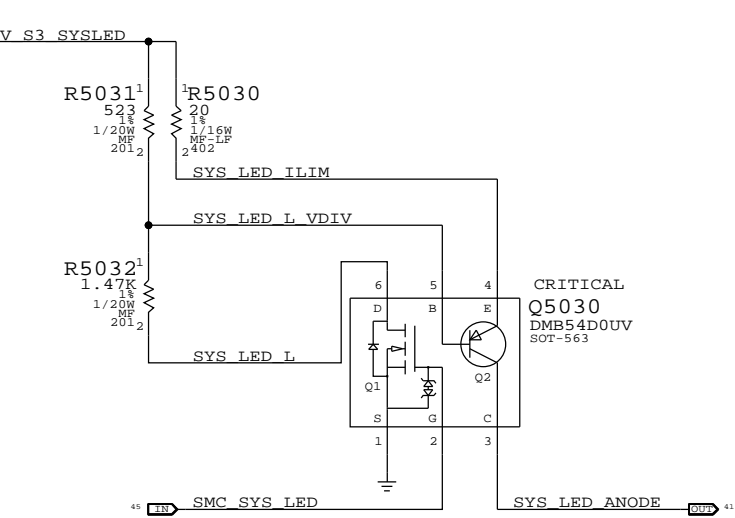 V_S3_SYSLED
R5031 1
523
1%
1/20W
MF
201 2
1 R5030
20
1%
1/16W
MF-LF
2 402
SYS_LED_ILIM
SYS_LED_L_VDIV
R5032 1
1.47K
1%
1/20W
MF
201 2
SYS_LED_L
6 5 4
CRITICAL
Q5030
DMB54D0UV
SOT-563
D B E
Q1
Q2
S G C
1 2 3
45 IN SMC_SYS_LED
SYS_LED_ANODE OUT 41